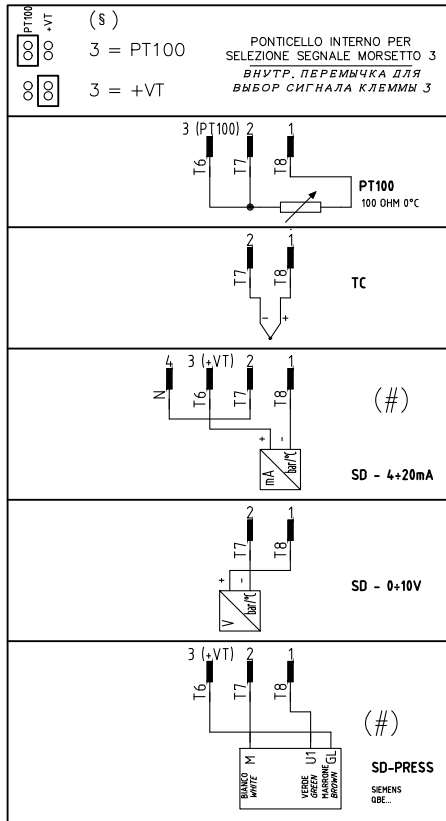 PT100
+VT
(§)
3 = PT100
3 = +VT
PONTICELLO INTERNO PER
SELEZIONE SEGNALE MORSETTO 3
ВНУТР. ПЕРЕМЫЧКА ДЛЯ
ВЫБОР СИГНАЛА КЛЕММЫ 3
3 (PT100) 2 1
T6 T7 T8
PT100
100 OHM 0°C
2 1
T7 T8
- +
TC
4 3 (+VT) 2 1
N T6 T7 T8
(#)
+ -
mA bar/°C
SD - 4÷20mA
2 1
T7 T8
+ -
V bar/°C
SD - 0÷10V
3 (+VT) 2 1
T6 T7 T8
(#)
M U1 GL
BIANCO
WHITE
VERDE
GREEN
MARRONE
BROWN
SD-PRESS
SIEMENS
QBE...